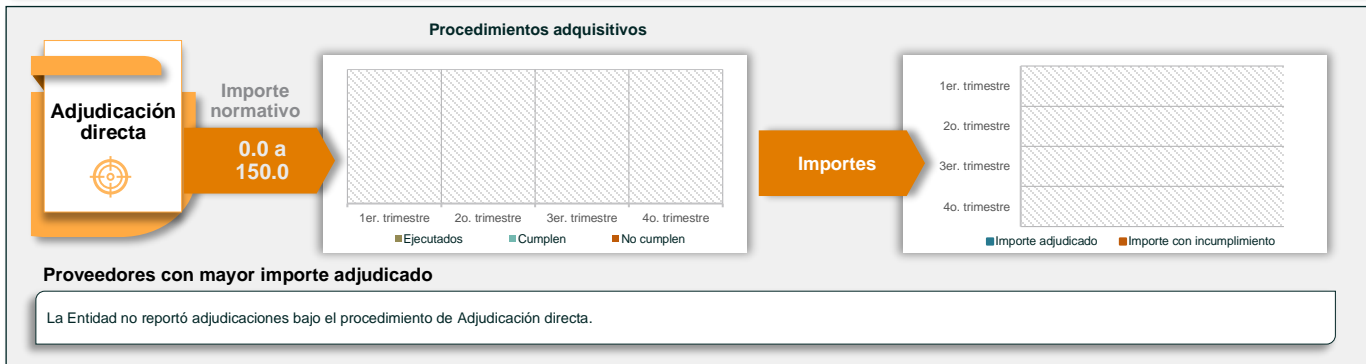 Procedimientos adquisitivos
Adjudicación
directa
Importe
normativo
0.0 a
150.0
1er. trimestre 2o. trimestre 3er. trimestre 4o. trimestre
Ejecutados Cumplen No cumplen
Importes
1er. trimestre
2o. trimestre
3er. trimestre
4o. trimestre
Importe adjudicado Importe con incumplimiento
Proveedores con mayor importe adjudicado
La Entidad no reportó adjudicaciones bajo el procedimiento de Adjudicación directa.